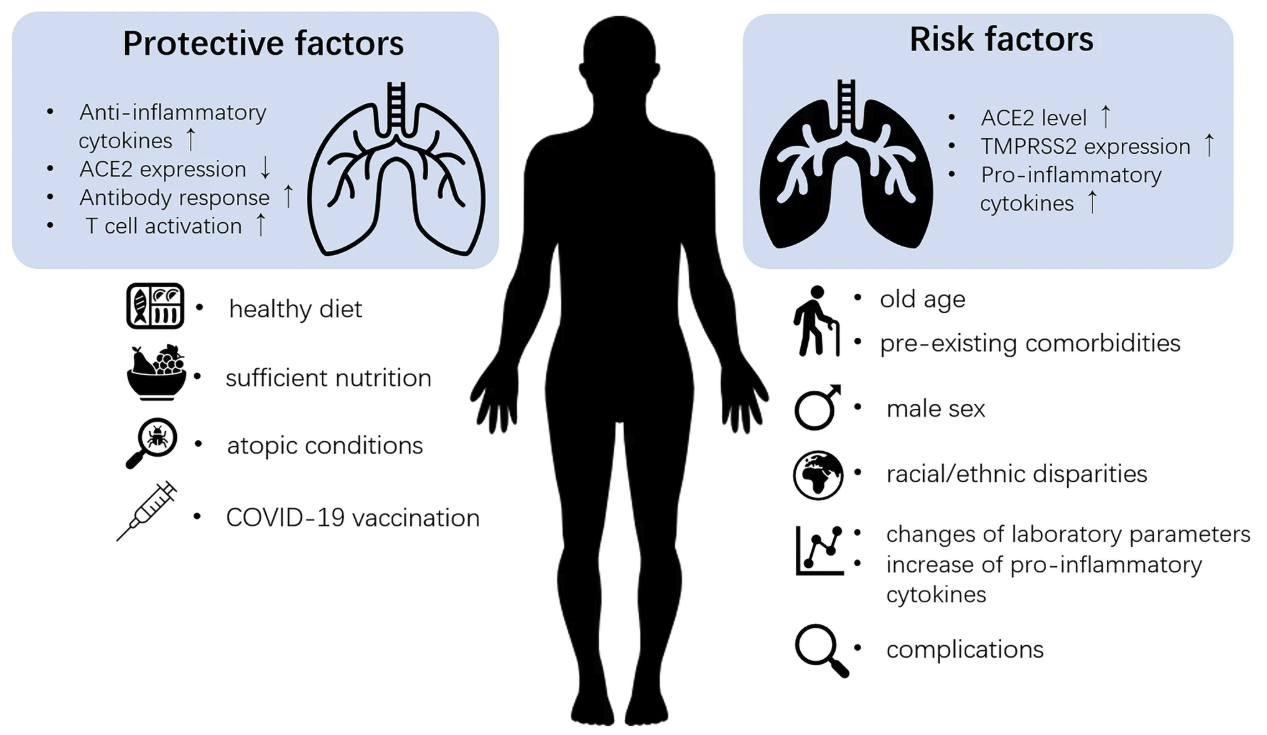 Protective factors
• Anti-inflammatory
cytokines ↑
• ACE2 expression ↓
• Antibody response ↑
• T cell activation ↑
• healthy diet
• sufficient nutrition
• atopic conditions
• COVID-19 vaccination
Risk factors
• ACE2 level ↑
• TMPRSS2 expression ↑
• Pro-inflammatory
cytokines ↑
• old age
• pre-existing comorbidities
• male sex
• racial/ethnic disparities
• changes of laboratory parameters
• increase of pro-inflammatory
cytokines
• complications